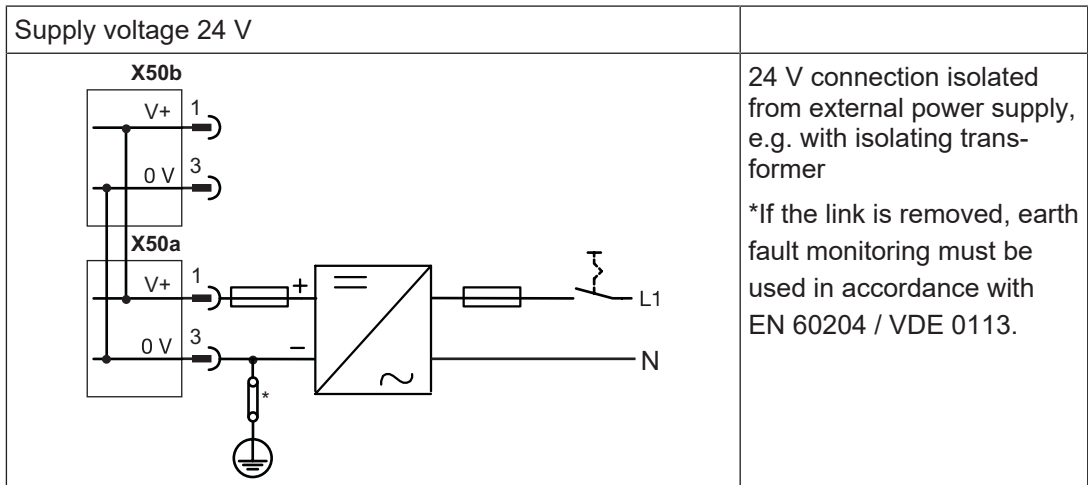 Supply voltage 24 V
X50b
V+ 1
0 V 3
X50a
V+ 1
+
L1
0 V 3
–
N
*
24 V connection isolated
from external power supply,
e.g. with isolating trans-
former
*If the link is removed, earth
fault monitoring must be
used in accordance with
EN 60204 / VDE 0113.